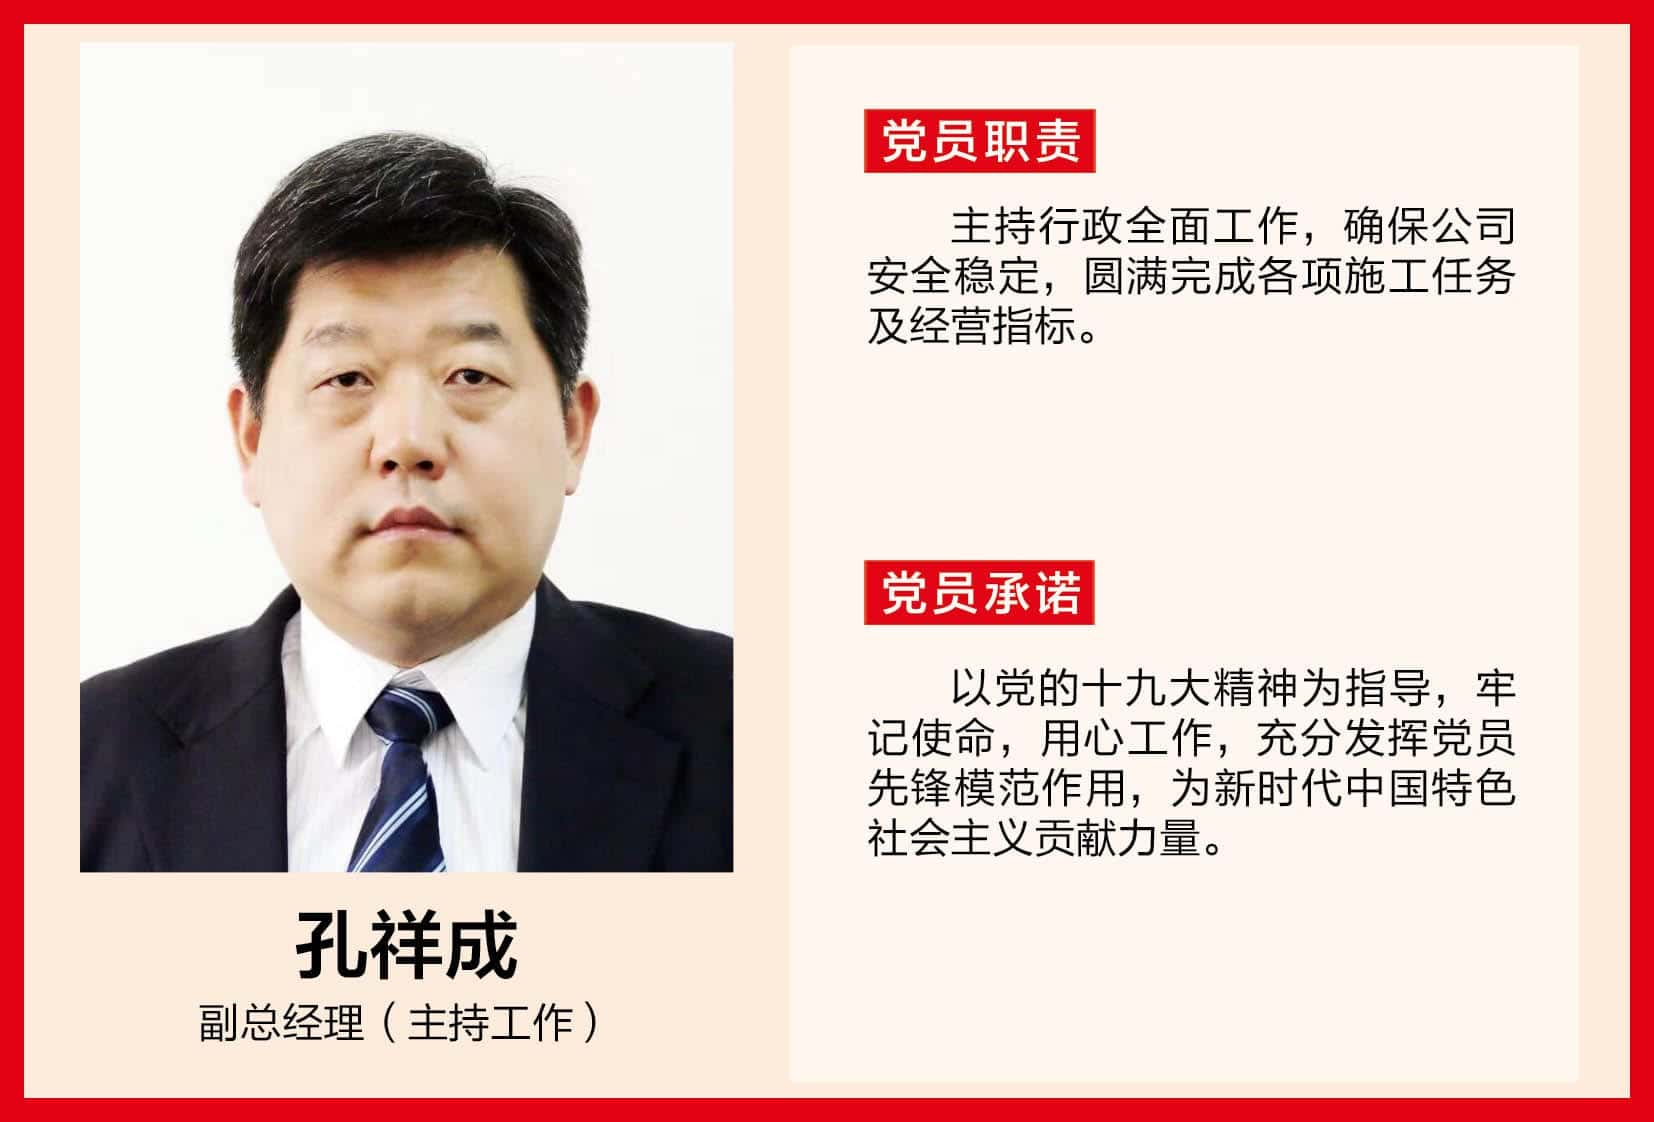 党员职责
主持行政全面工作，确保公司
安全稳定，圆满完成各项施工任务
及经营指标。
党员承诺
以党的十九大精神为指导，牢
记使命，用心工作，充分发挥党员
先锋模范作用，为新时代中国特色
社会主义贡献力量。
孔祥成
副总经理（主持工作）